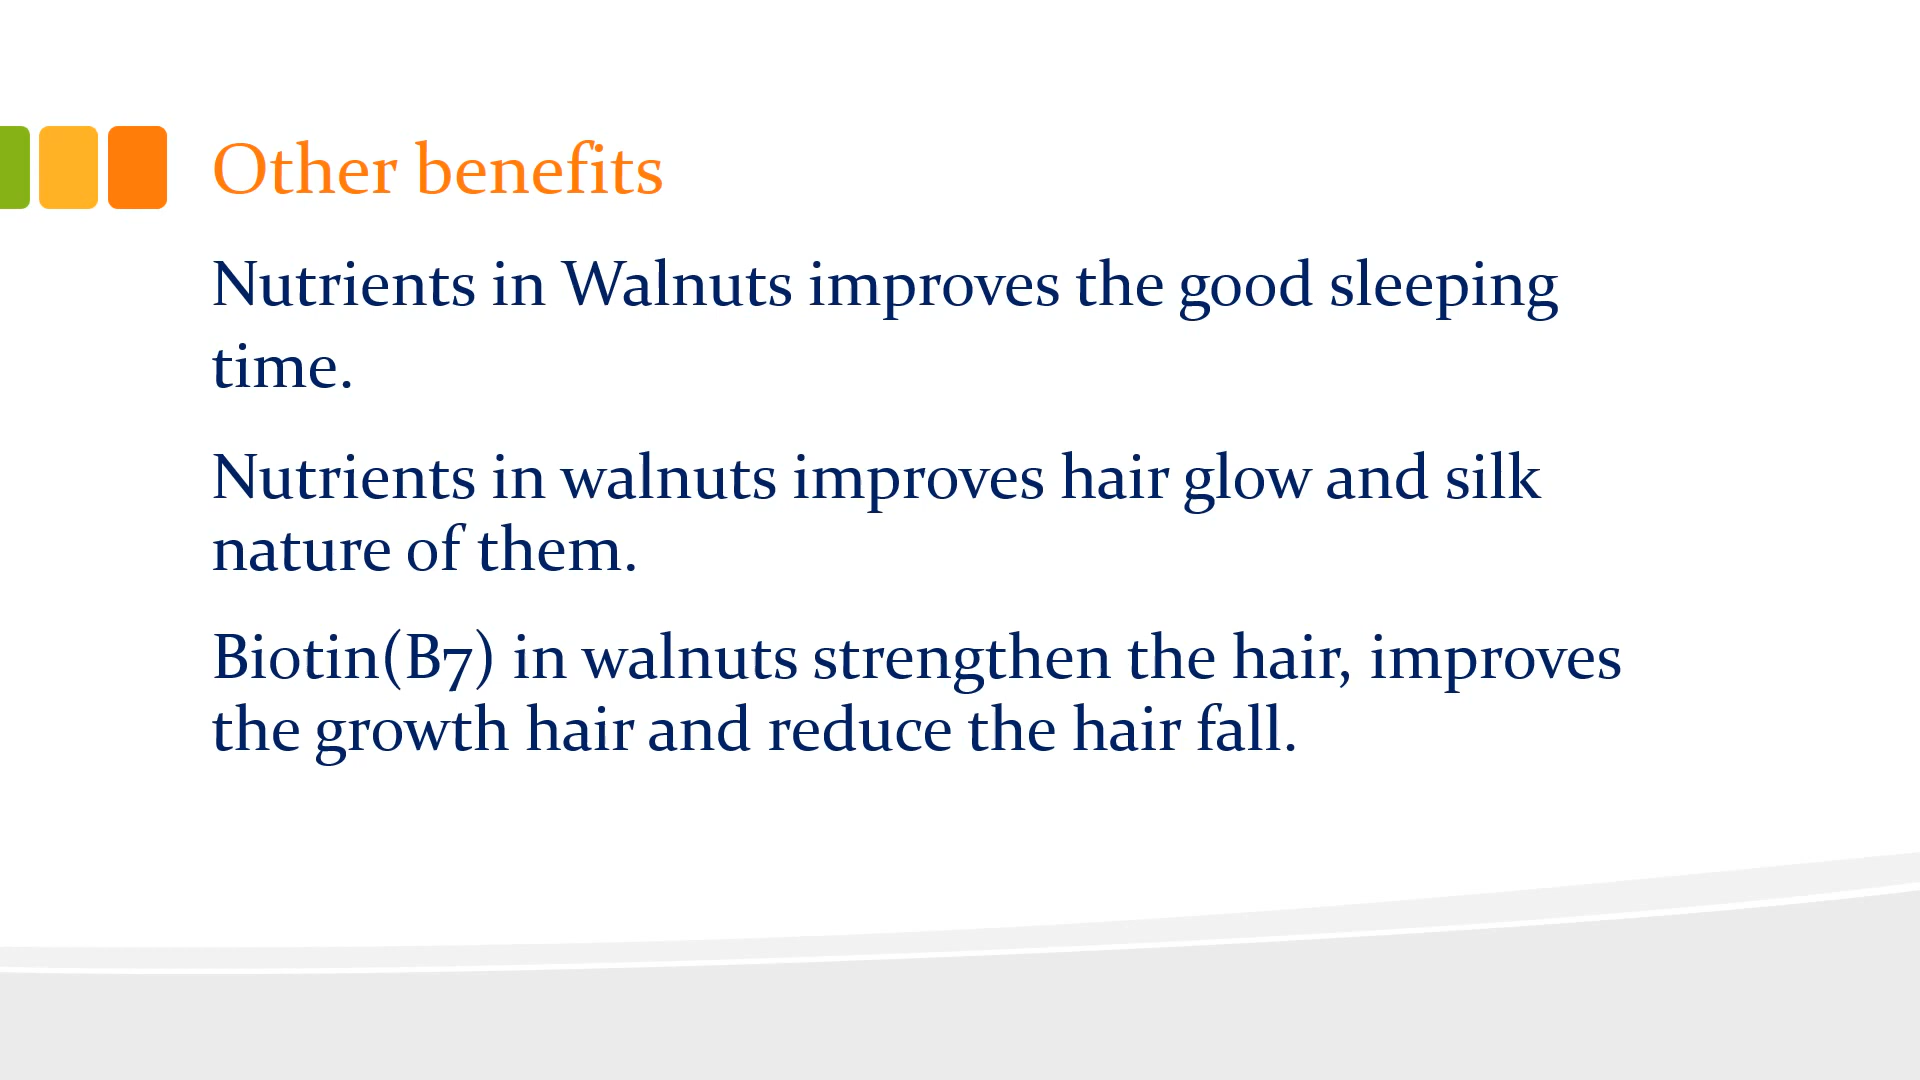 Other benefits
Nutrients in Walnuts improves the good sleeping
time.
Nutrients in walnuts improves hair glow and silk
nature of them.
Biotin(B7) in walnuts strengthen the hair, improves
the growth hair and reduce the hair fall.